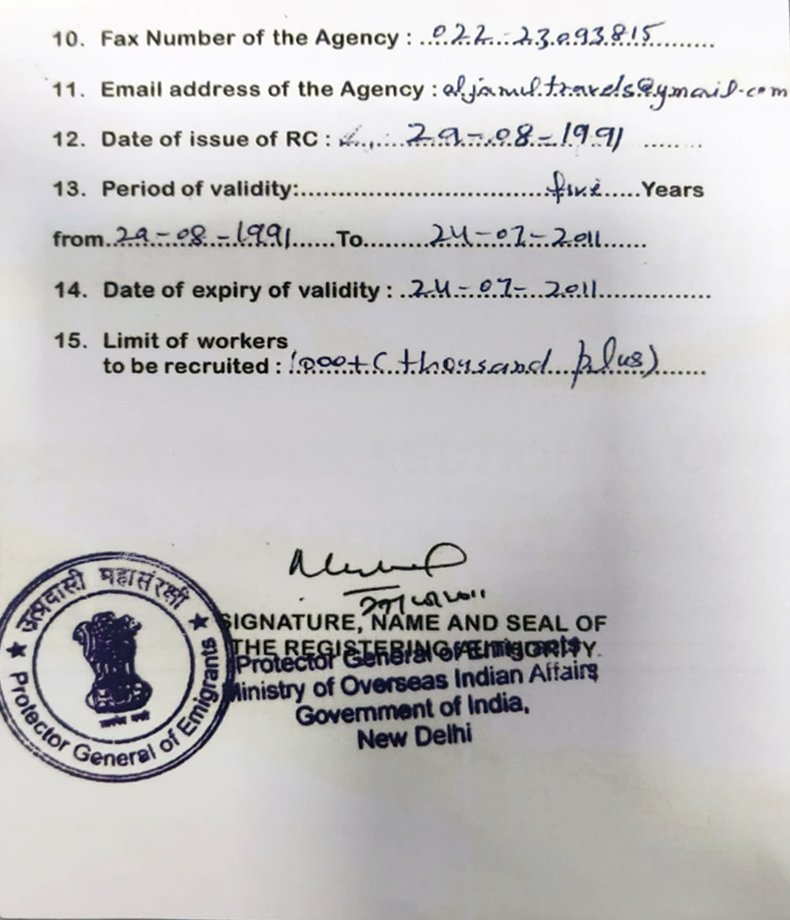 10. Fax Number of the Agency : 022-23093815
11. Email address of the Agency : aljamultravels@ymail.com
12. Date of issue of RC : 29-08-1991
13. Period of validity: five Years
from 29-08-1991 To 24-07-2011
14. Date of expiry of validity : 24-07-2011
15. Limit of workers
to be recruited : 1000+ ( thousand plus)
SIGNATURE, NAME AND SEAL OF
THE REGISTERING AUTHORITY.
Protector General of Emigrants
Ministry of Overseas Indian Affairs
Government of India,
New Delhi
उत्प्रवासी महासंरक्षी
Protector General of Emigrants